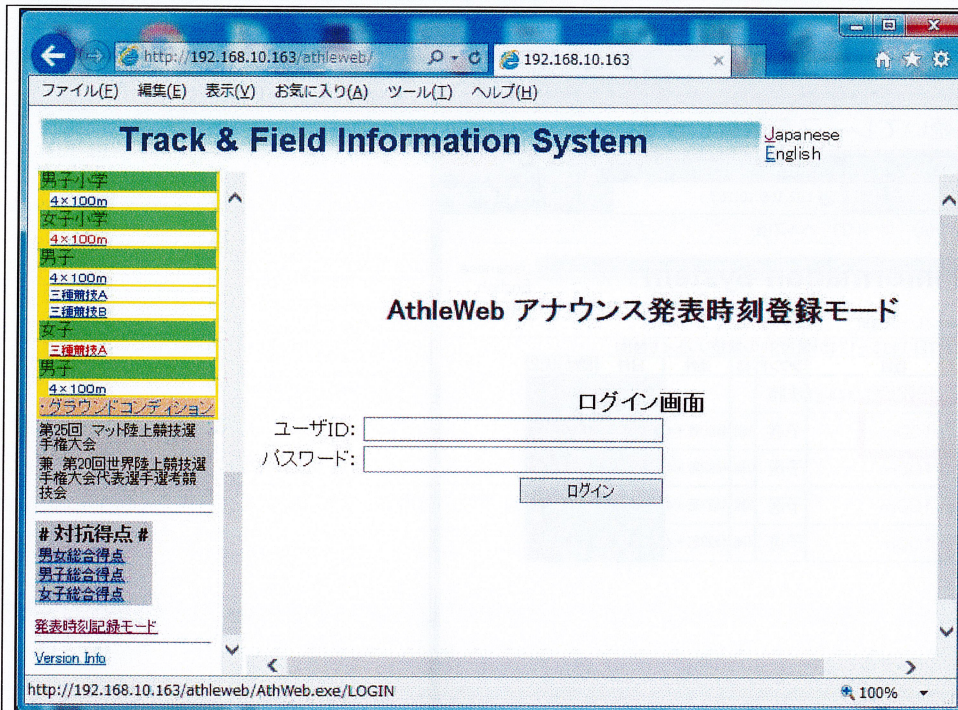 http://192.168.10.163/athleweb/
192.168.10.163
ファイル(F) 編集(E) 表示(V) お気に入り(A) ツール(T) ヘルプ(H)
Track & Field Information System
Japanese
English
男子小学
4×100m
女子小学
4×100m
男子
4×100m
三種競技A
三種競技B
女子
三種競技A
男子
4×100m
・グラウンドコンディション
第25回 マット陸上競技選
手権大会
兼 第20回世界陸上競技選
手権大会代表選手選考競
技会
# 対抗得点 #
男女総合得点
男子総合得点
女子総合得点
発表時刻記録モード
Version Info
AthleWeb アナウンス発表時刻登録モード
ログイン画面
ユーザID:
パスワード:
ログイン
http://192.168.10.163/athleweb/AthWeb.exe/LOGIN
100%